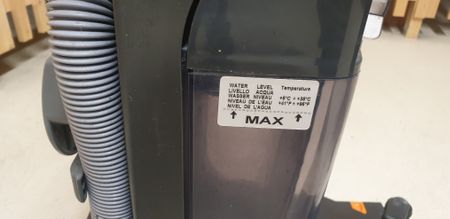 WATER LEVEL Temperature
LIVELLO ACQUA
WASSER NIVEAU +5°C ÷ +35°C
NIVEAU DE L'EAU +41°F ÷ +95°F
NIVEL DE L'AGUA
MAX